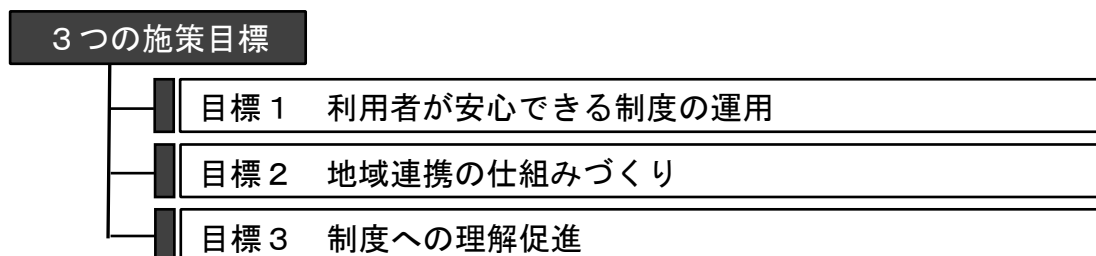 ３つの施策目標
目標１　利用者が安心できる制度の運用
目標２　地域連携の仕組みづくり
目標３　制度への理解促進